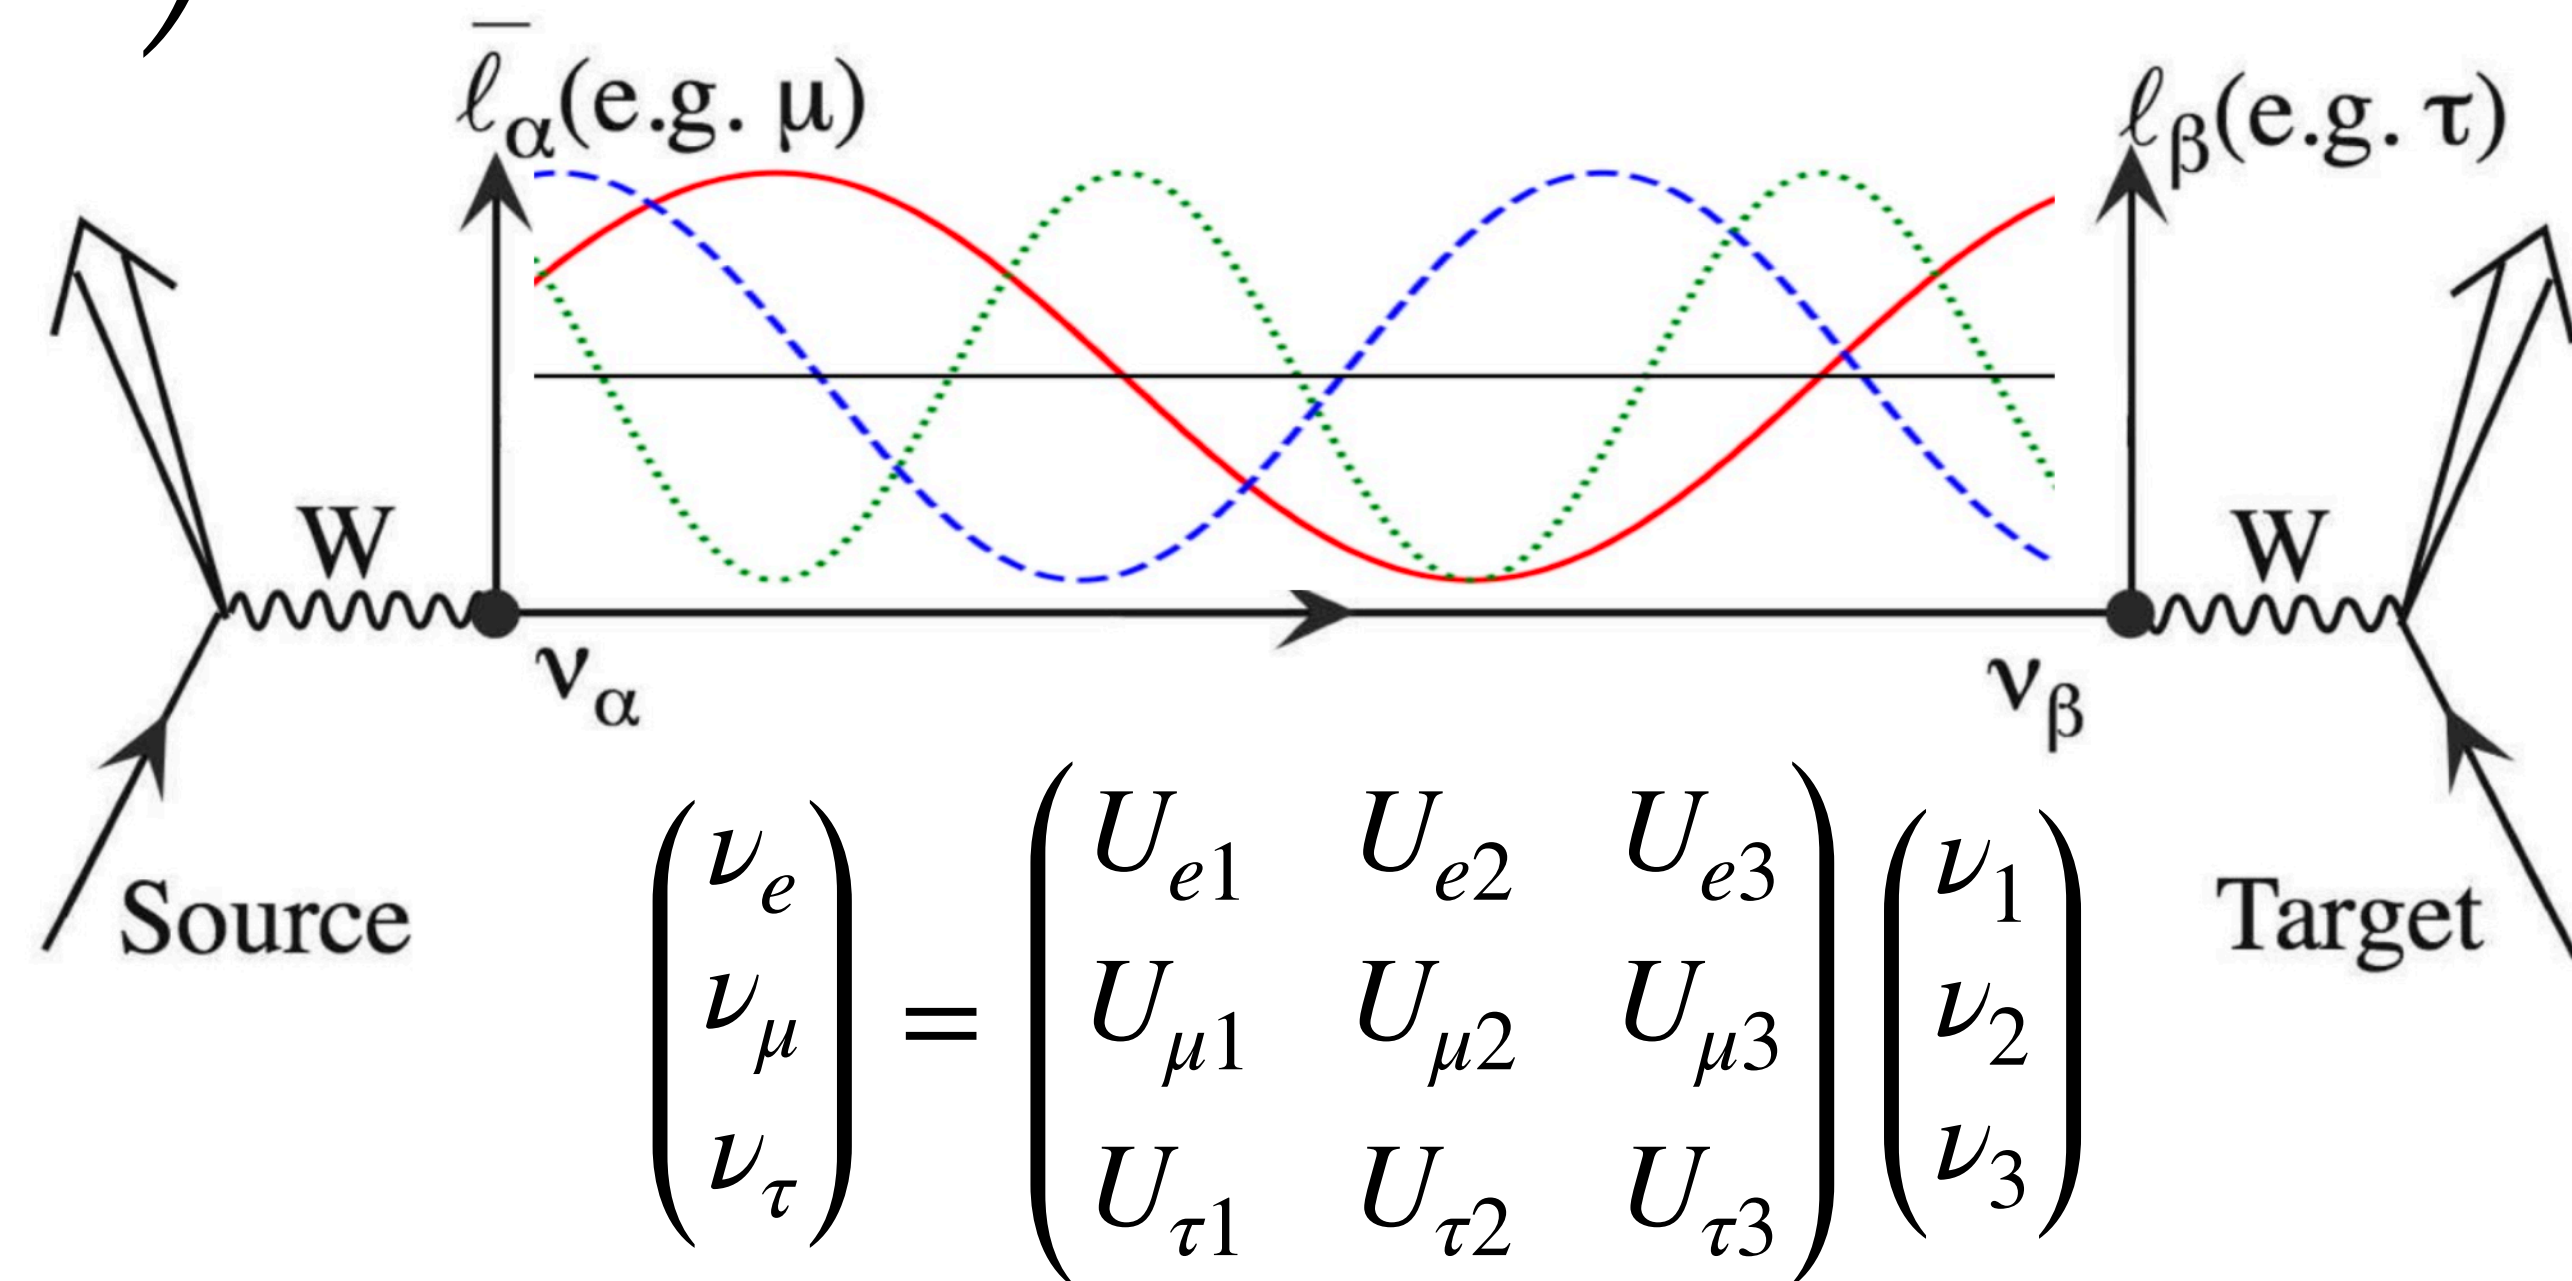 )
ℓ̅α(e.g. μ)
ℓβ(e.g. τ)
W
W
να
νβ
Source
Target
(νe νμ ντ) = (Ue1 Ue2 Ue3 Uμ1 Uμ2 Uμ3 Uτ1 Uτ2 Uτ3) (ν1 ν2 ν3)